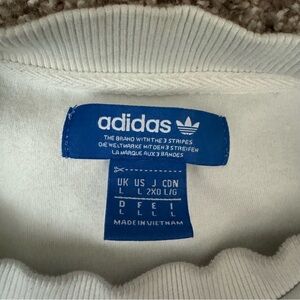 adidas
THE BRAND WITH THE 3 STRIPES
DIE WELTMARKE MIT DEN 3 STREIFEN
LA MARQUE AUX 3 BANDES
UK US J CDN
L L 2XO L/G
D F E I
L L L L
MADE IN VIETNAM